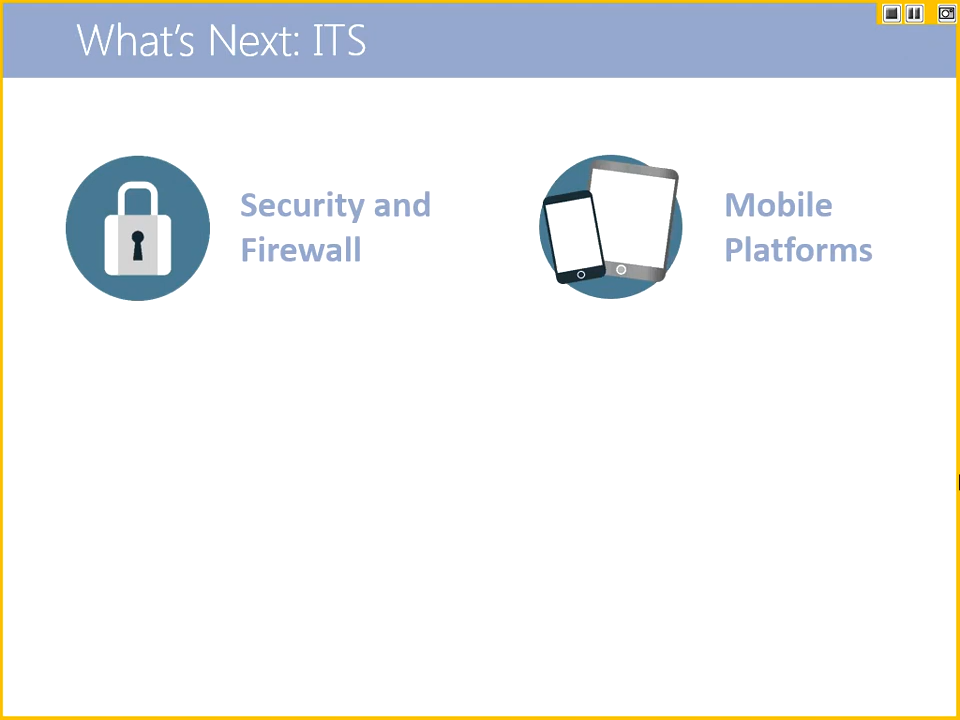 What's Next: ITS
Security and
Firewall
Mobile
Platforms